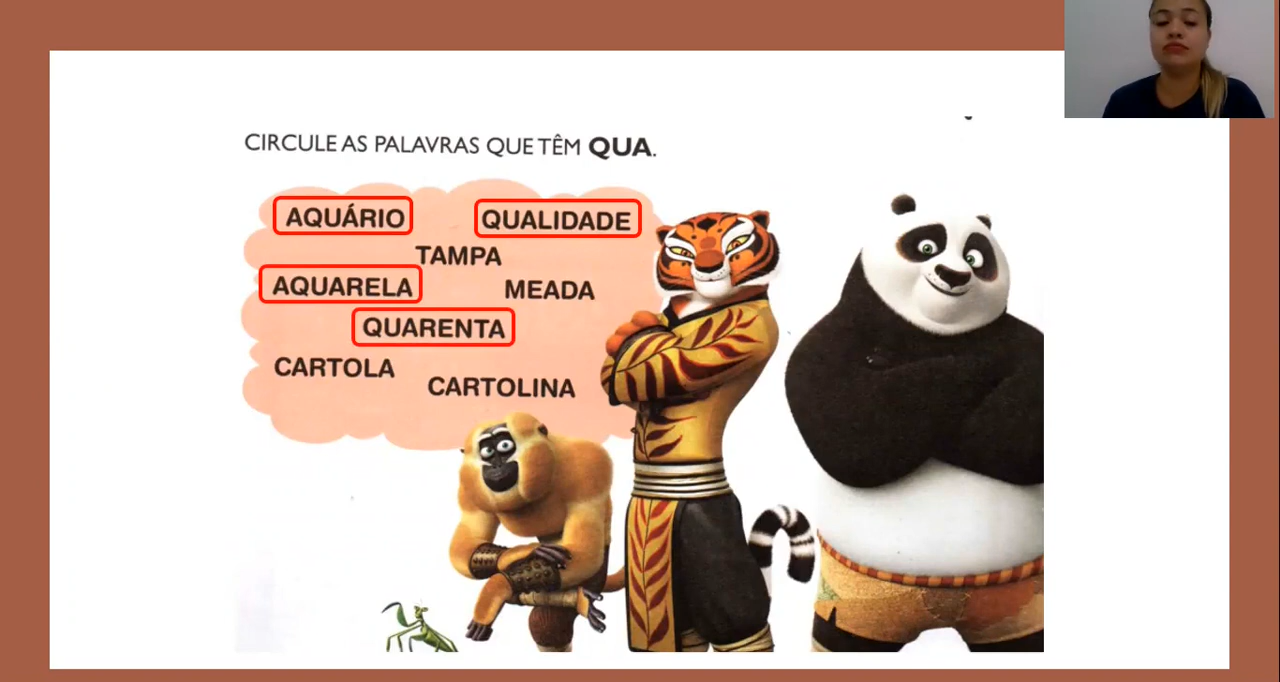 CIRCULE AS PALAVRAS QUE TÊM QUA.
AQUÁRIO QUALIDADE
TAMPA
AQUARELA MEADA
QUARENTA
CARTOLA
CARTOLINA